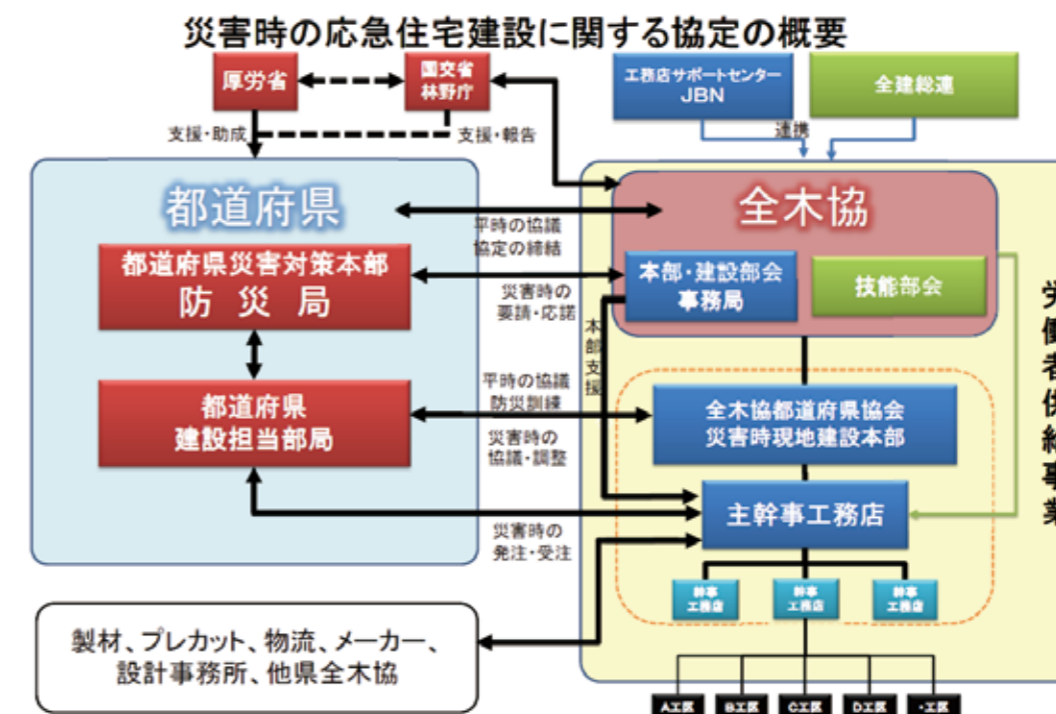 災害時の応急住宅建設に関する協定の概要
厚労省
国交省
林野庁
工務店サポートセンター
JBN
全建総連
支援・助成
支援・報告
連携
都道府県
全木協
平時の協議
協定の締結
都道府県災害対策本部
防災局
本部・建設部会
事務局
技能部会
災害時の
要請・応諾
本部支援
労働者供給事業
都道府県
建設担当部局
平時の協議
防災訓練
全木協都道府県協会
災害時現地建設本部
災害時の
協議・調整
主幹事工務店
災害時の
発注・受注
幹事
工務店
幹事
工務店
幹事
工務店
製材、プレカット、物流、メーカー、
設計事務所、他県全木協
A工区
B工区
C工区
D工区
・工区